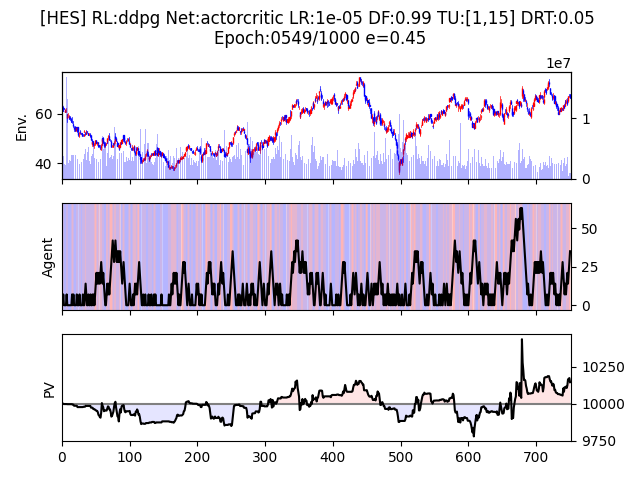 [HES] RL:ddpg Net:actorcritic LR:1e-05 DF:0.99 TU:[1,15] DRT:0.05
Epoch:0549/1000 e=0.45
1e7
Env.
60
40
1
0
Agent
50
25
0
PV
10250
10000
9750
0 100 200 300 400 500 600 700